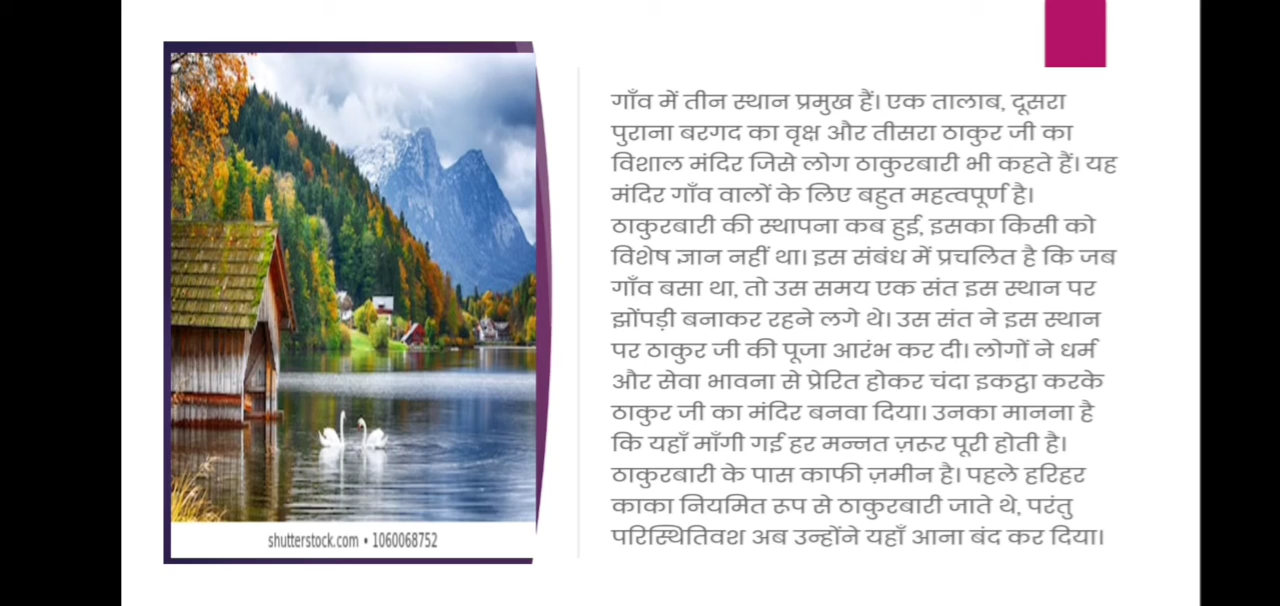 गाँव में तीन स्थान प्रमुख हैं। एक तालाब, दूसरा
पुराना बरगद का वृक्ष और तीसरा ठाकुर जी का
विशाल मंदिर जिसे लोग ठाकुरबारी भी कहते हैं। यह
मंदिर गाँव वालों के लिए बहुत महत्वपूर्ण है।
ठाकुरबारी की स्थापना कब हुई, इसका किसी को
विशेष ज्ञान नहीं था। इस संबंध में प्रचलित है कि जब
गाँव बसा था, तो उस समय एक संत इस स्थान पर
झोंपड़ी बनाकर रहने लगे थे। उस संत ने इस स्थान
पर ठाकुर जी की पूजा आरंभ कर दी। लोगों ने धर्म
और सेवा भावना से प्रेरित होकर चंदा इकट्ठा करके
ठाकुर जी का मंदिर बनवा दिया। उनका मानना है
कि यहाँ माँगी गई हर मन्नत ज़रूर पूरी होती है।
ठाकुरबारी के पास काफी ज़मीन है। पहले हरिहर
काका नियमित रूप से ठाकुरबारी जाते थे, परंतु
परिस्थितिवश अब उन्होंने यहाँ आना बंद कर दिया।
shutterstock.com • 1060068752